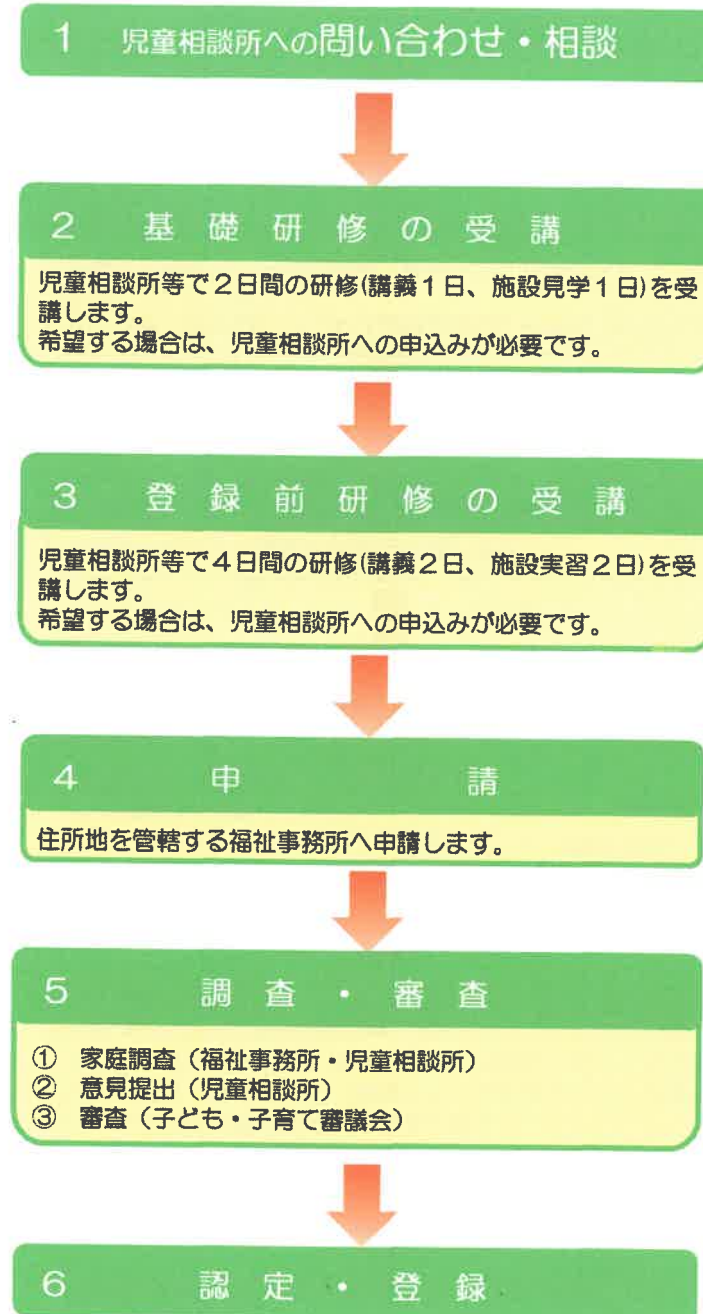 1 児童相談所への問い合わせ・相談
2 基礎研修の受講
児童相談所等で2日間の研修(講義1日、施設見学1日)を受
講します。
希望する場合は、児童相談所への申込みが必要です。
3 登録前研修の受講
児童相談所等で4日間の研修(講義2日、施設実習2日)を受
講します。
希望する場合は、児童相談所への申込みが必要です。
4 申請
住所地を管轄する福祉事務所へ申請します。
5 調査・審査
① 家庭調査（福祉事務所・児童相談所）
② 意見提出（児童相談所）
③ 審査（子ども・子育て審議会）
6 認定・登録